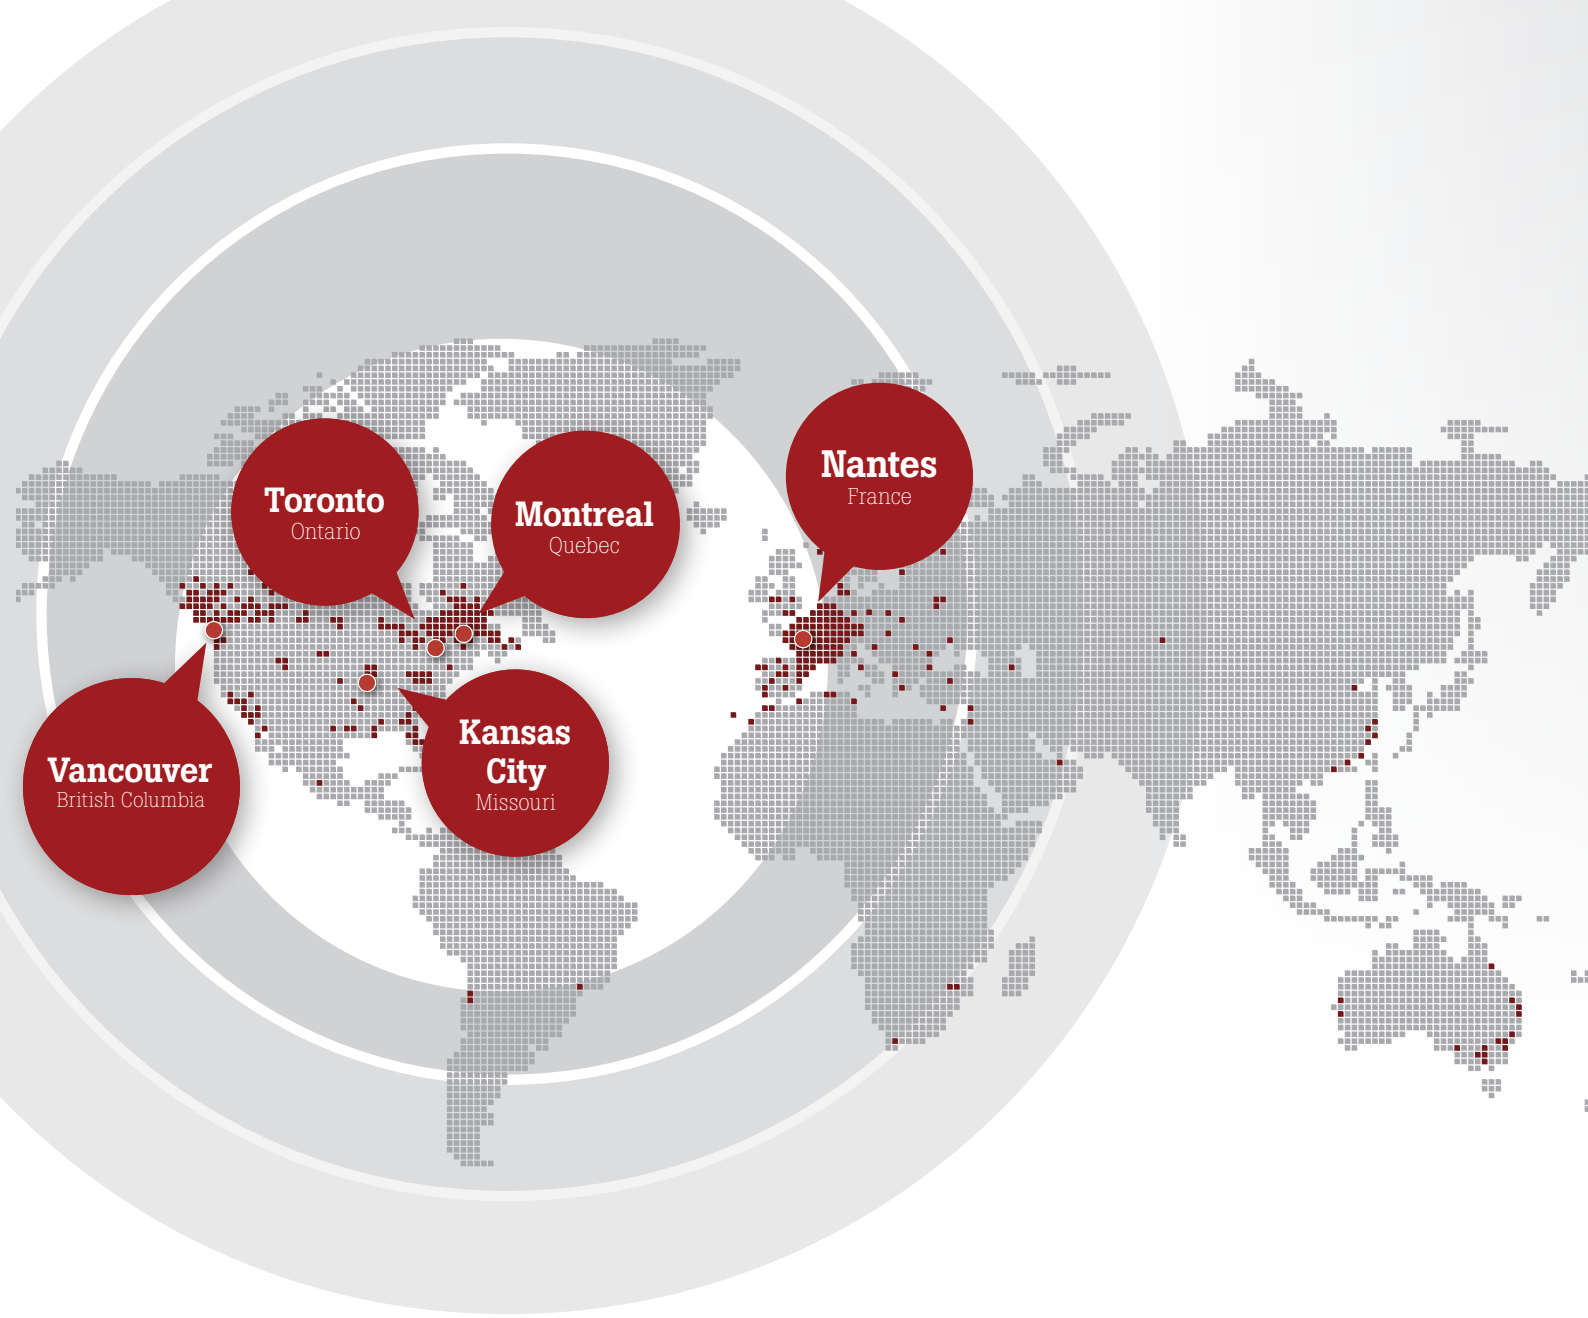 Toronto
Ontario
Montreal
Quebec
Nantes
France
Vancouver
British Columbia
Kansas
City
Missouri